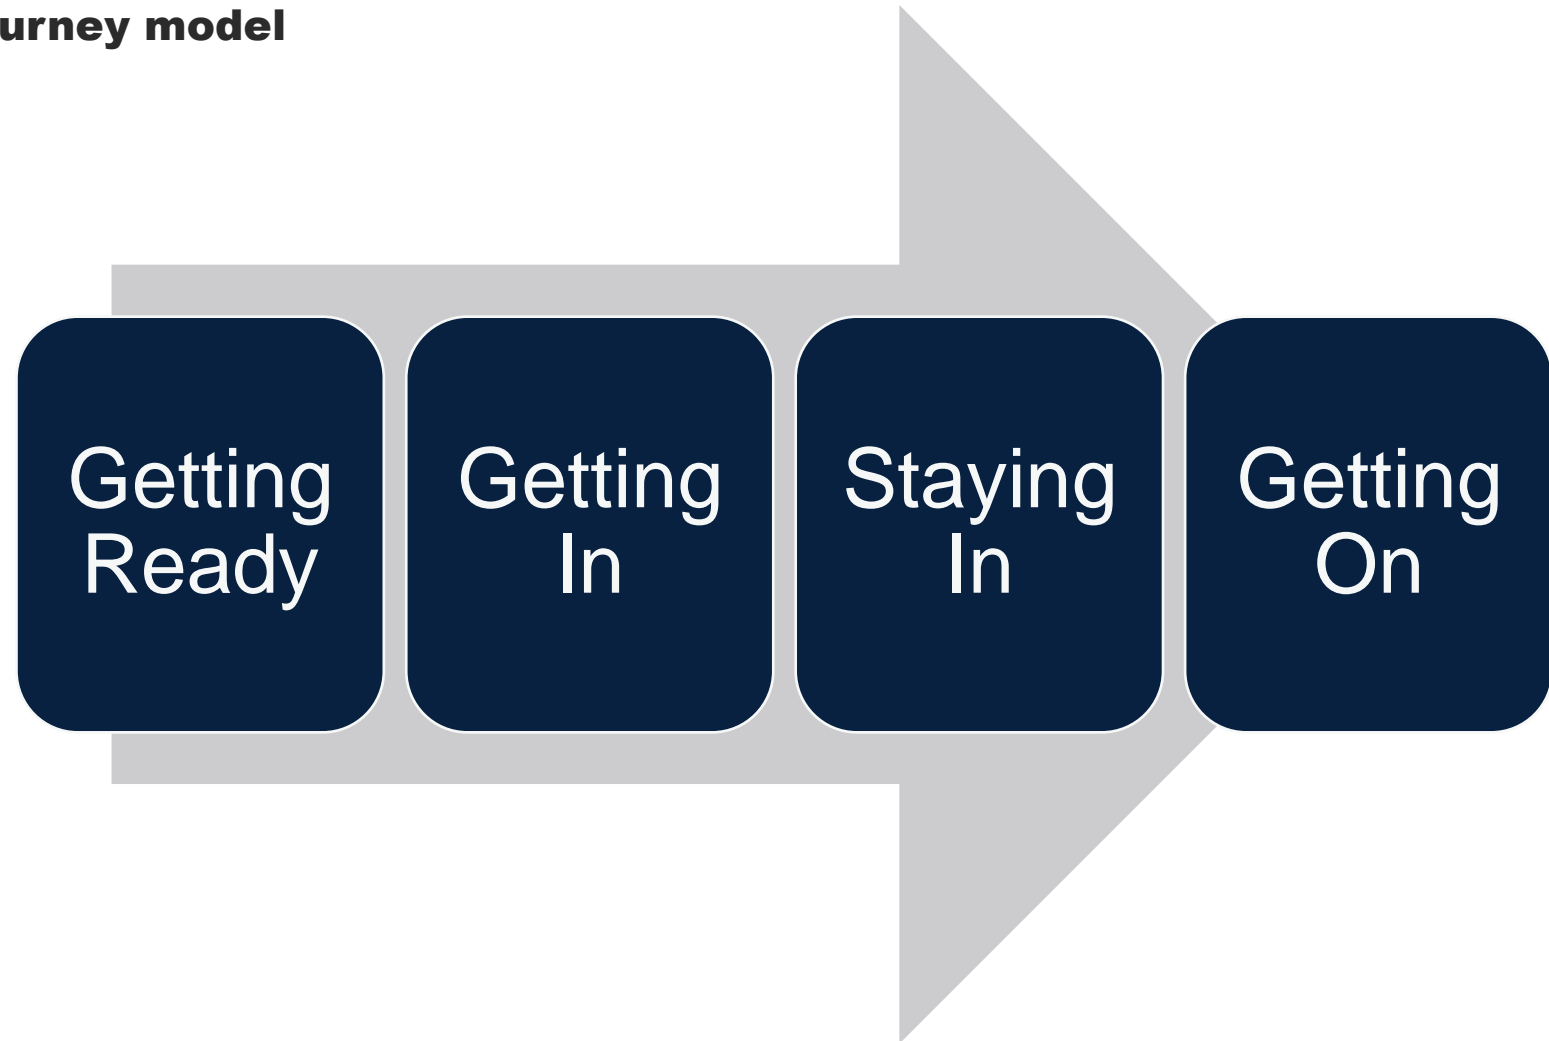 urney model
Getting
Ready
Getting
In
Staying
In
Getting
On